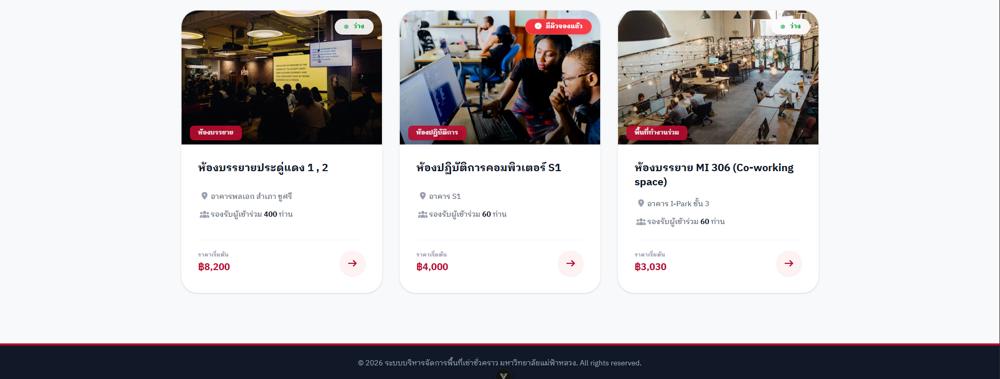 ว่าง
ห้องบรรยาย
ห้องบรรยายประดู่แดง 1 , 2
อาคารพลเอก สำเภา ชูศรี
รองรับผู้เข้าร่วม 400 ท่าน
ราคาเริ่มต้น
฿8,200
มีคิวจองแล้ว
ห้องปฏิบัติการ
ห้องปฏิบัติการคอมพิวเตอร์ S1
อาคาร S1
รองรับผู้เข้าร่วม 60 ท่าน
ราคาเริ่มต้น
฿4,000
ว่าง
พื้นที่ทำงานร่วม
ห้องบรรยาย MI 306 (Co-working
space)
อาคาร I-Park ชั้น 3
รองรับผู้เข้าร่วม 60 ท่าน
ราคาเริ่มต้น
฿3,030
© 2026 ระบบบริหารจัดการพื้นที่เช่าชั่วคราว มหาวิทยาลัยแม่ฟ้าหลวง. All rights reserved.